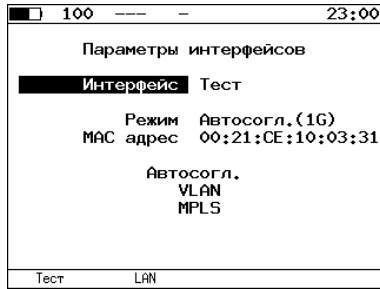 100 --- - 23:00
Параметры интерфейсов
Интерфейс Тест
Режим Автосогл.(1G)
MAC адрес 00:21:CE:10:03:31
Автосогл.
VLAN
MPLS
Тест LAN